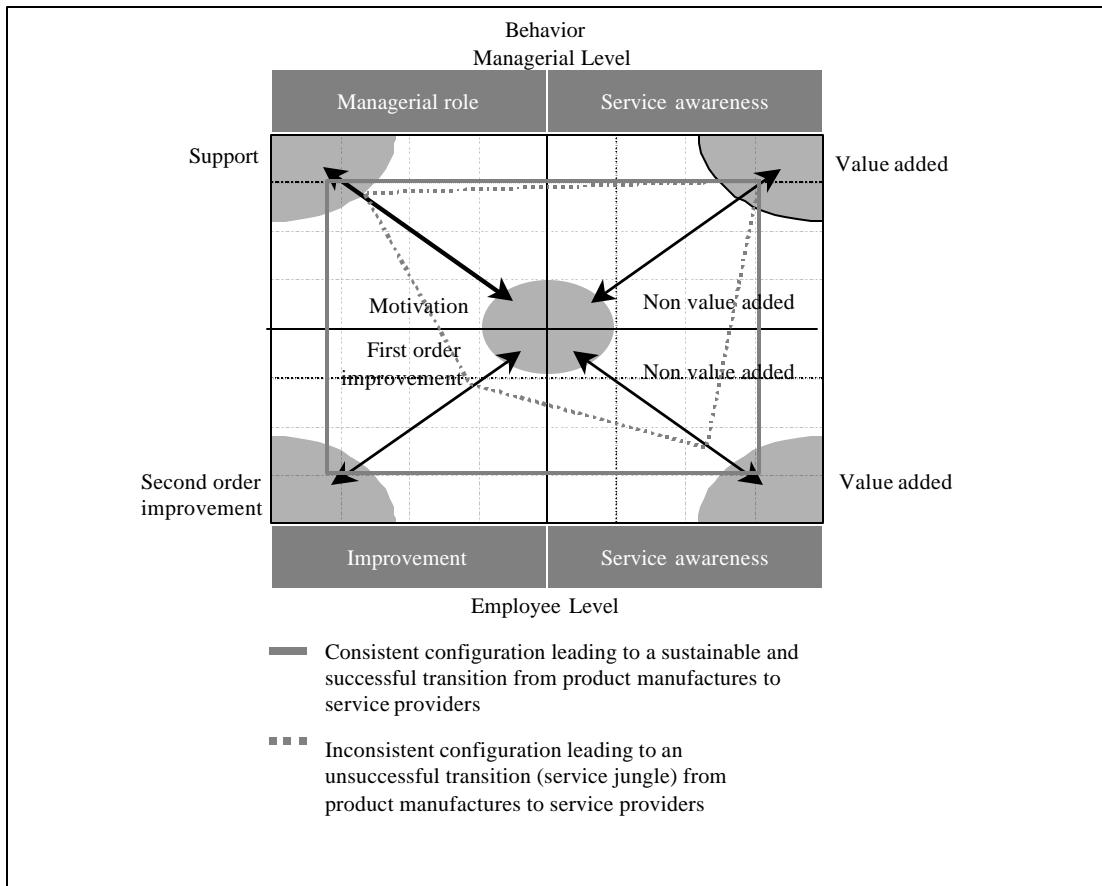 Behavior
Managerial Level
Managerial role
Service awareness
Support
Value added
Motivation
Non value added
First order
improvement
Non value added
Second order
improvement
Value added
Improvement
Service awareness
Employee Level
Consistent configuration leading to a sustainable and
successful transition from product manufactures to
service providers
Inconsistent configuration leading to an
unsuccessful transition (service jungle) from
product manufactures to service providers